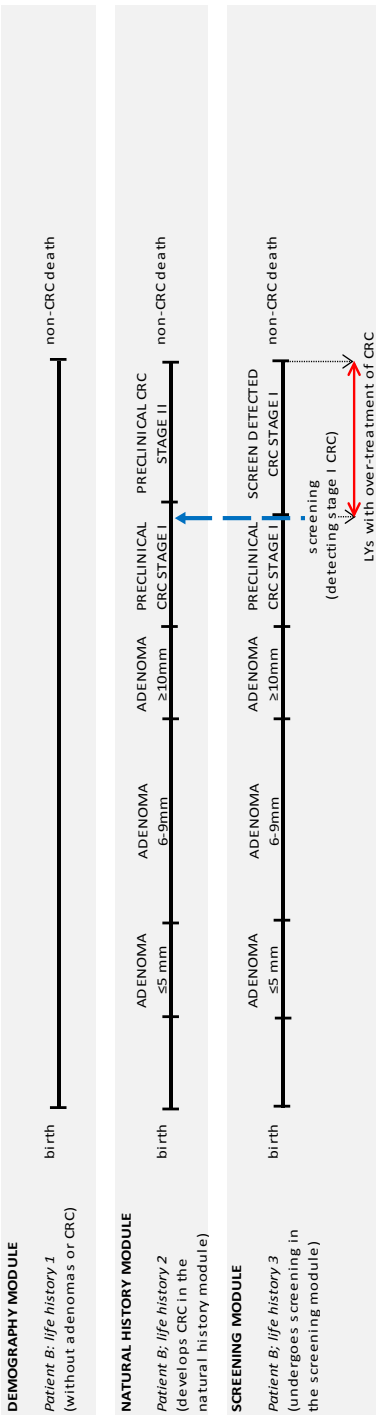 DEMOGRAPHY MODULE
Patient B: life history 1
(without adenomas or CRC)
birth
non-CRC death
NATURAL HISTORY MODULE
Patient B; life history 2
(develops CRC in the
natural history module)
birth
ADENOMA
≤5 mm
ADENOMA
6-9mm
ADENOMA
≥10mm
PRECLINICAL
CRC STAGE I
PRECLINICAL CRC
STAGE II
non-CRC death
SCREENING MODULE
Patient B; life history 3
(undergoes screening in
the screening module)
birth
ADENOMA
≤5 mm
ADENOMA
6-9mm
ADENOMA
≥10mm
PRECLINICAL
CRC STAGE I
SCREEN DETECTED
CRC STAGE I
non-CRC death
screening
(detecting stage I CRC)
LYs with over-treatment of CRC